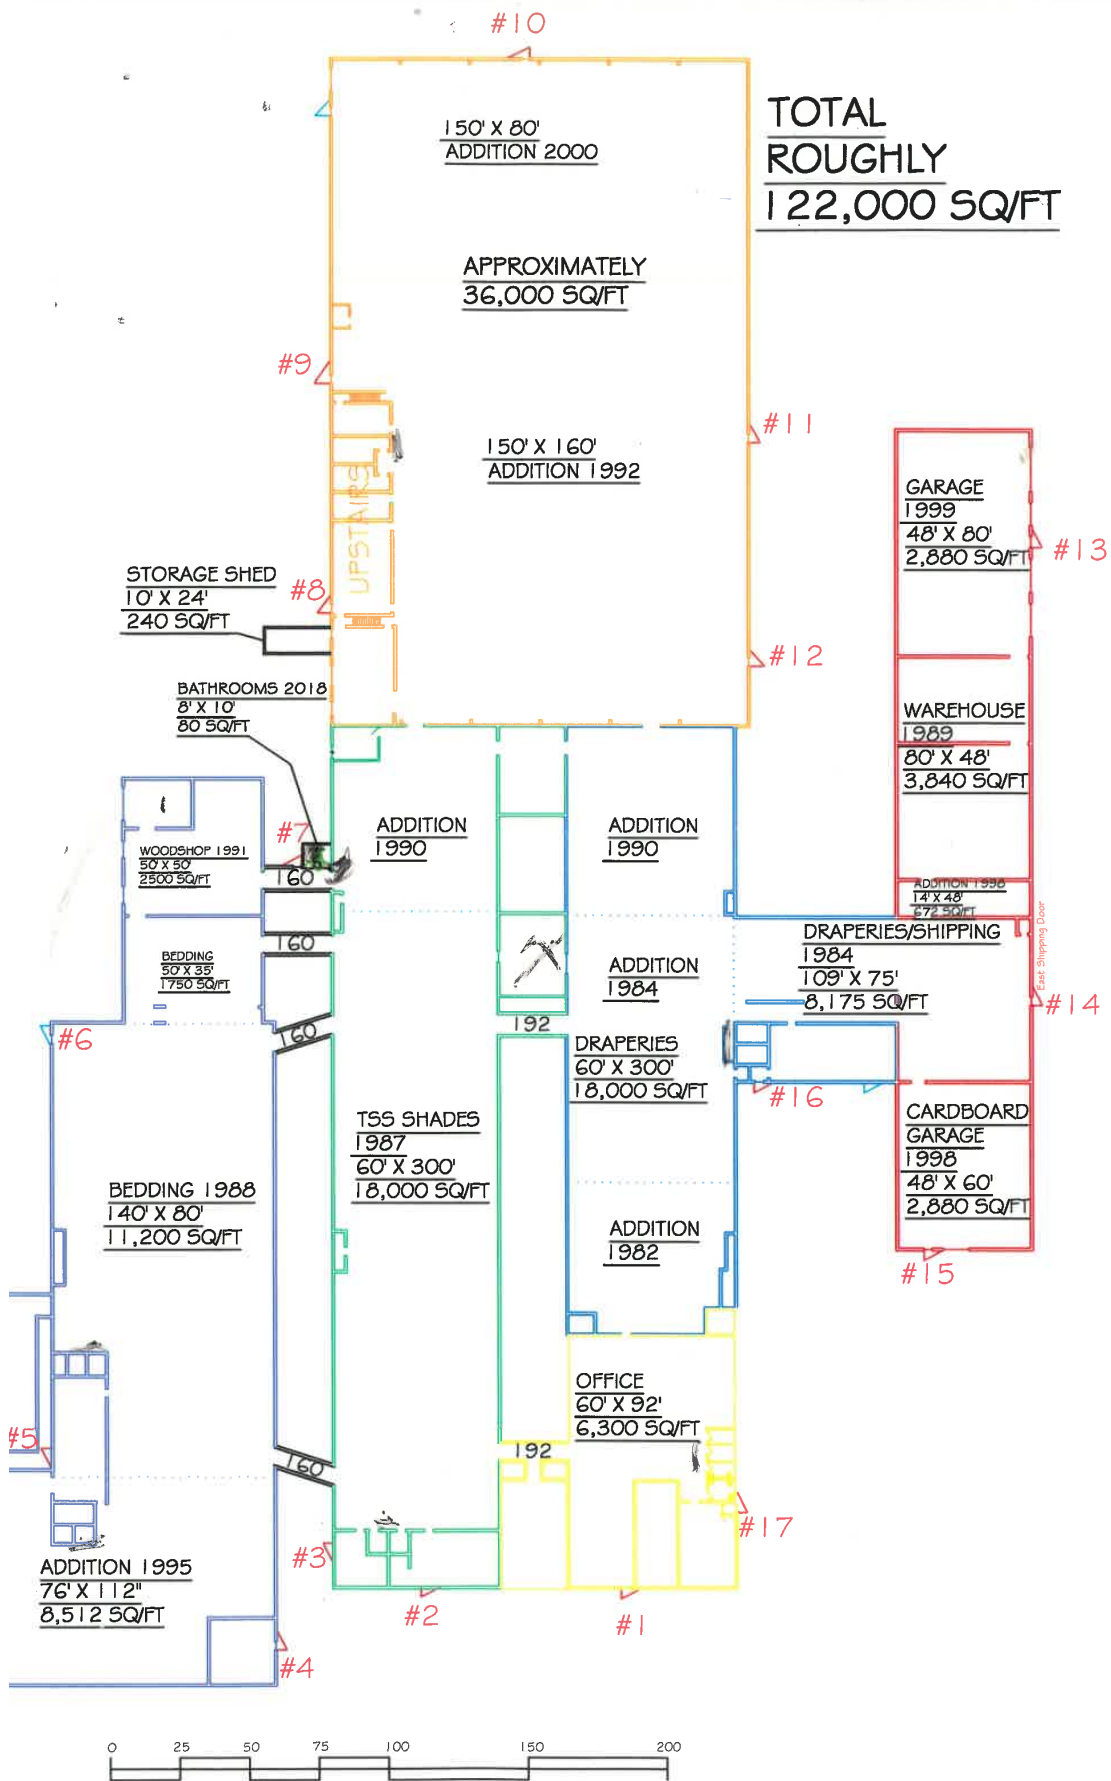 #10
TOTAL
ROUGHLY
122,000 SQ/FT
150' X 80'
ADDITION 2000
APPROXIMATELY
36,000 SQ/FT
#9
#11
150' X 160'
ADDITION 1992
UPSTAIRS
GARAGE
1999
48' X 80'
2,880 SQ/FT
#13
STORAGE SHED
10' X 24'
240 SQ/FT
#8
#12
BATHROOMS 2018
8' X 10'
80 SQ/FT
WAREHOUSE
1989
80' X 48'
3,840 SQ/FT
#7
WOODSHOP 1991
50' X 50'
2500 SQ/FT
160
ADDITION
1990
ADDITION
1990
ADDITION 1998
14' X 48'
672 SQ/FT
160
BEDDING
50' X 35'
1750 SQ/FT
ADDITION
1984
DRAPERIES/SHIPPING
1984
109' X 75'
8,175 SQ/FT
East Shipping Door
#14
#6
160
192
DRAPERIES
60' X 300'
18,000 SQ/FT
#16
TSS SHADES
1987
60' X 300'
18,000 SQ/FT
CARDBOARD
GARAGE
1998
48' X 60'
2,880 SQ/FT
BEDDING 1988
140' X 80'
11,200 SQ/FT
ADDITION
1982
#15
OFFICE
60' X 92'
6,300 SQ/FT
#5
160
192
#17
#3
ADDITION 1995
76' X 112"
8,512 SQ/FT
#2
#1
#4
0 25 50 75 100 150 200